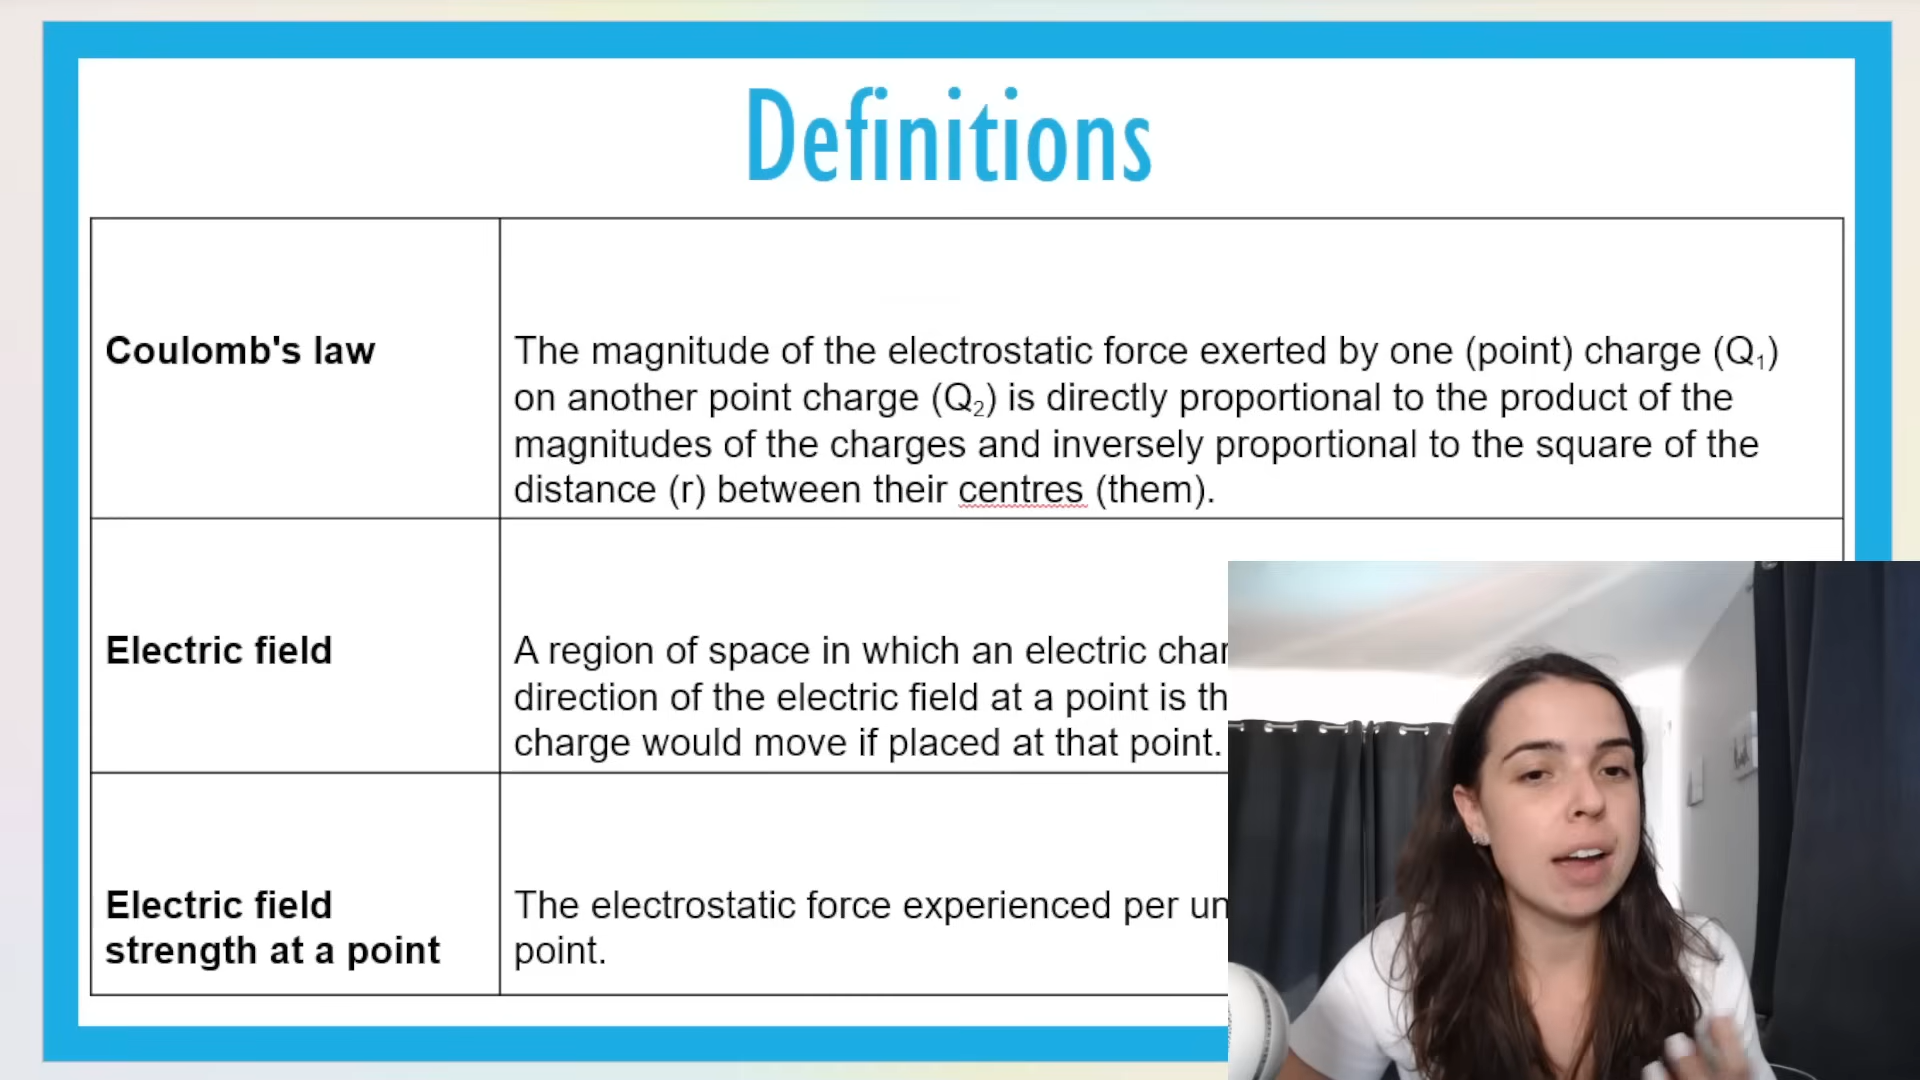 Definitions
Coulomb's law
The magnitude of the electrostatic force exerted by one (point) charge (Q₁)
on another point charge (Q₂) is directly proportional to the product of the
magnitudes of the charges and inversely proportional to the square of the
distance (r) between their centres (them).
Electric field
A region of space in which an electric
direction of the electric field at a point is
charge would move if placed at that point.
Electric field
strength at a point
The electrostatic force experienced per
point.